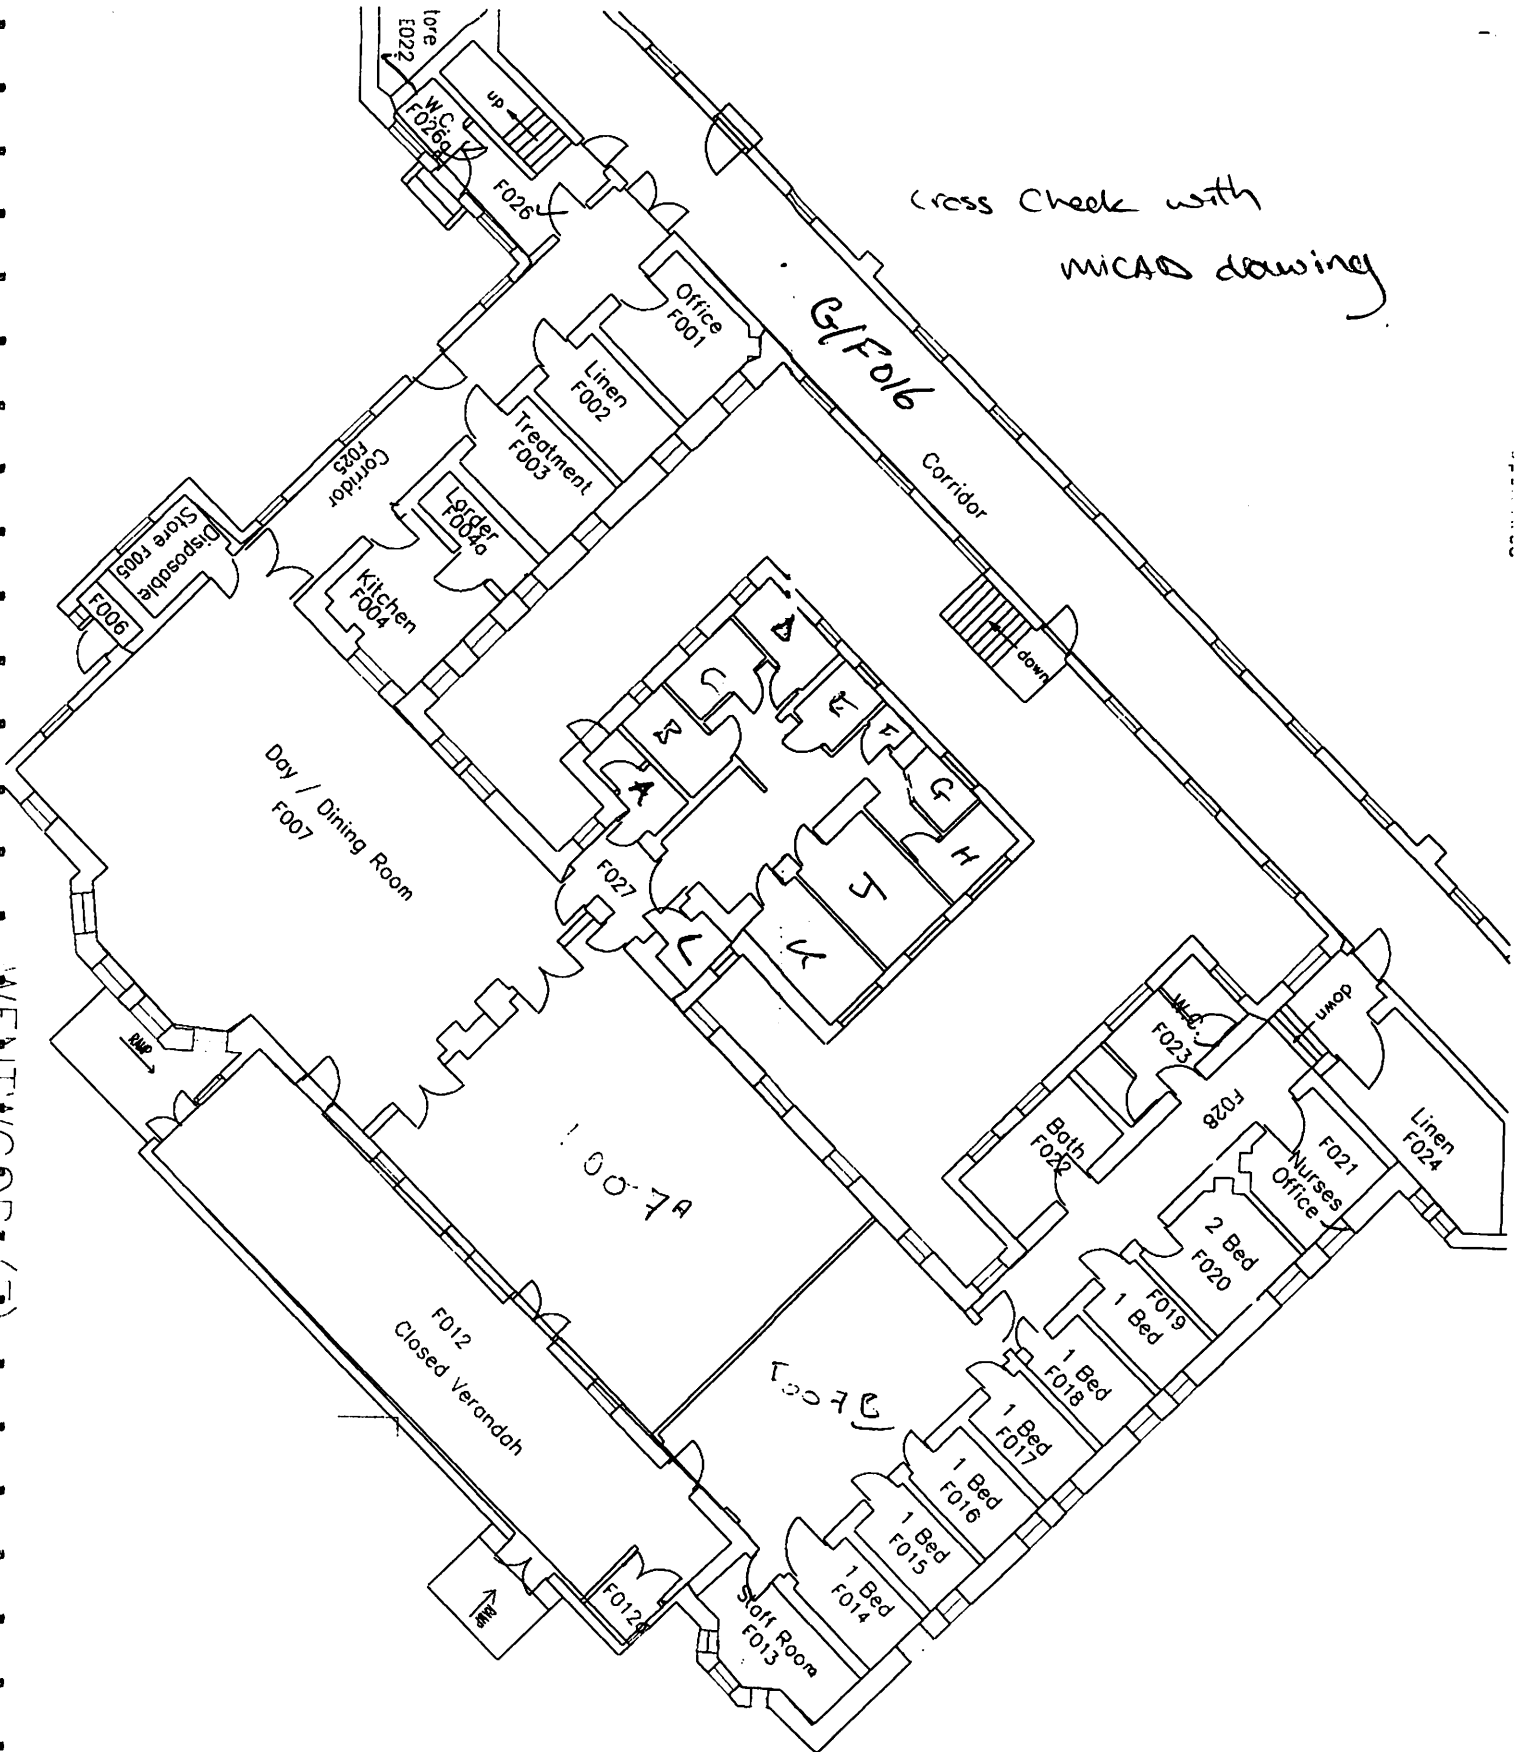 tore
E022
W.C.
F026a
up
F026
cross check with
MICAD drawing
Office
F001
G/F016
Linen
F002
Treatment
F003
Corridor
Corridor
F025
Larder
F004a
Disposable
Store F005
F006
Kitchen
F004
down
A
B
C
D
E
F
G
H
J
K
L
Day / Dining Room
F007
F027
RAMP
down
W.C.
F023
F028
Bath
F022
Linen
F024
F021
Nurses
Office
2 Bed
F020
F019
1 Bed
1 Bed
F018
1 Bed
F017
1 Bed
F016
1 Bed
F015
1 Bed
F014
F012
Closed Verandah
RAMP
F012a
Staff Room
F013